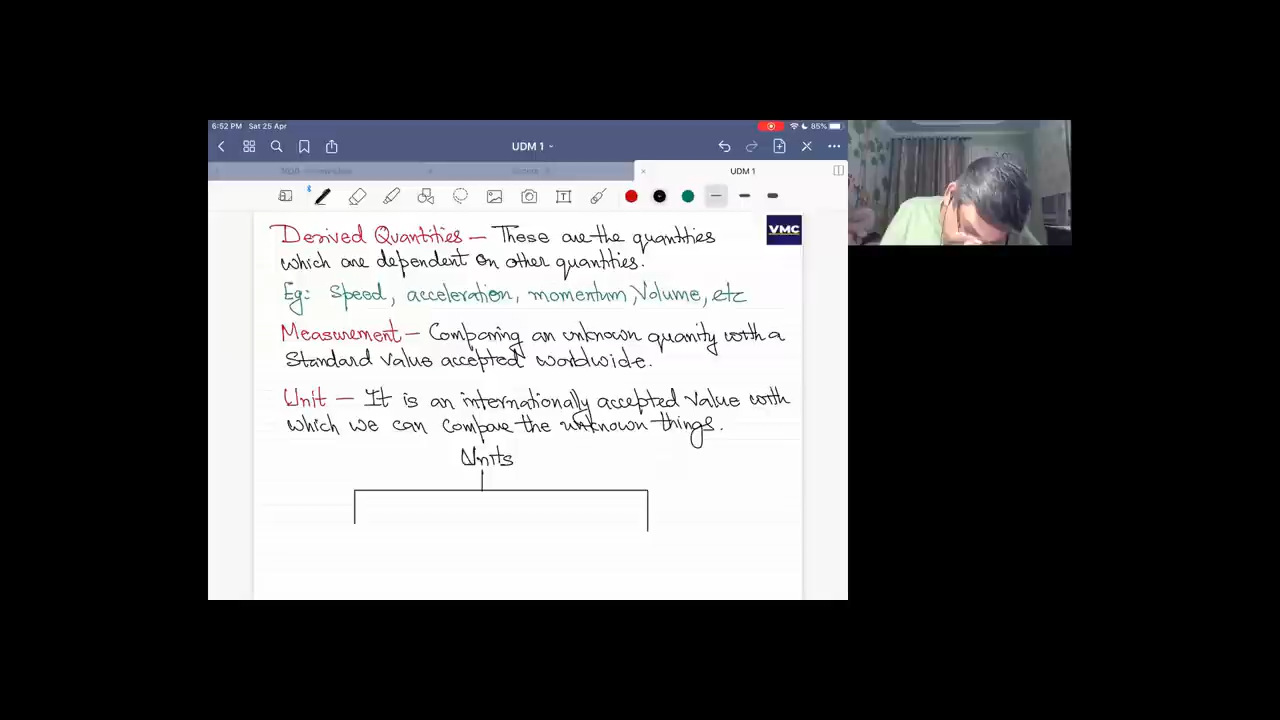 6:52 PM Sat 25 Apr
85%
UDM 1
UDM 1
VMC
Derived Quantities — These are the quantities
which are dependent on other quantities.
Eg: Speed, acceleration, momentum, Volume, etc
Measurement — Comparing an unknown quanity with a
Standard value accepted worldwide.
Unit — It is an internationally accepted value with
which we can compare the unknown things.
Units